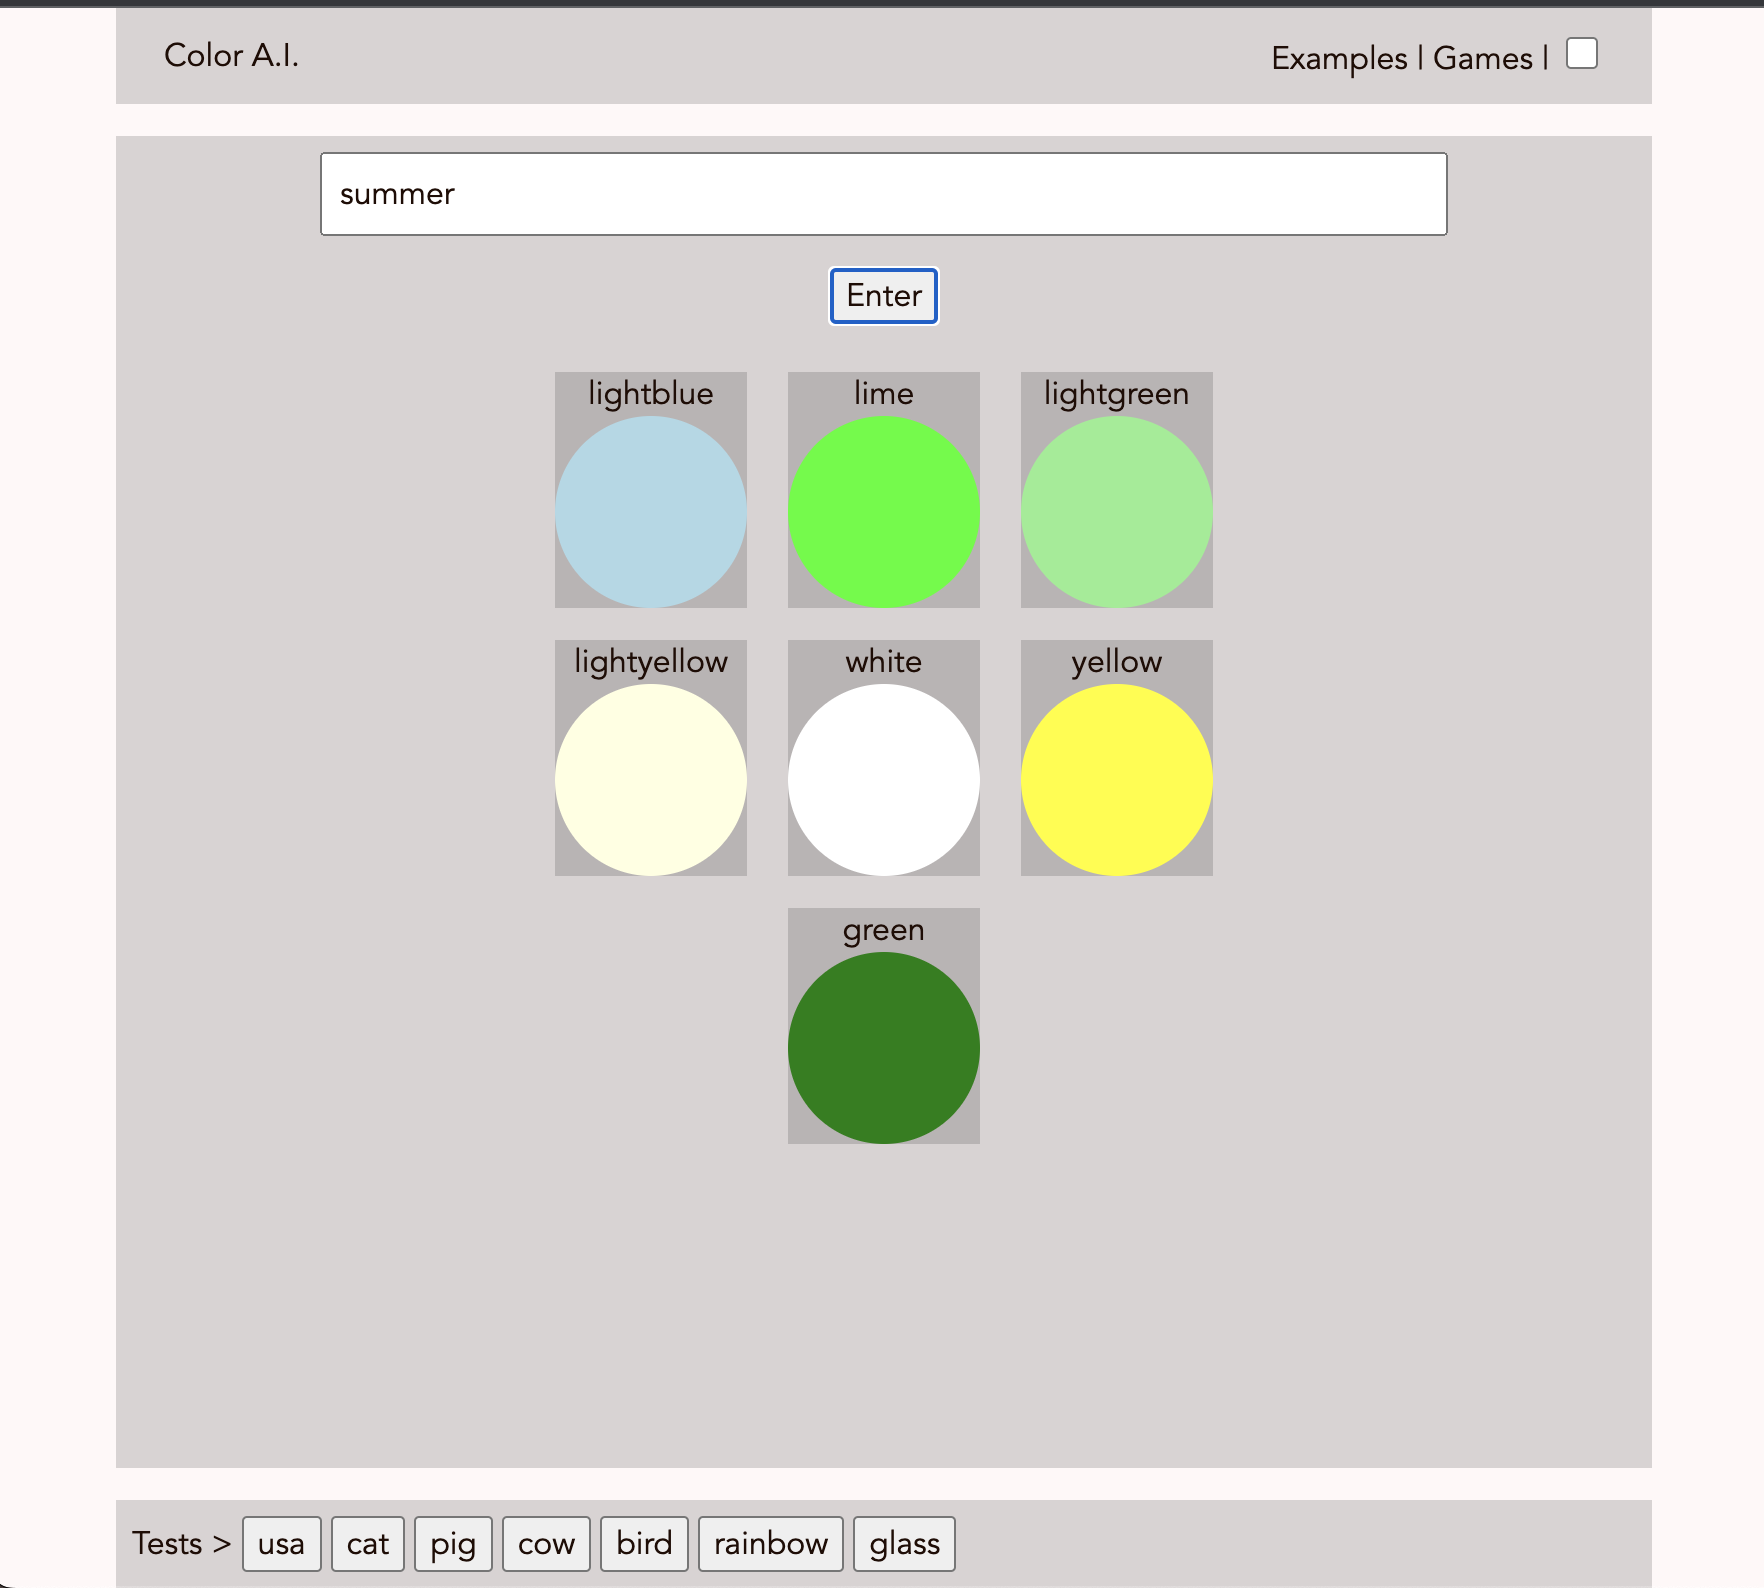 Color A.I.
Examples | Games |
summer
Enter
lightblue lime lightgreen
lightyellow white yellow
green
Tests > usa cat pig cow bird rainbow glass